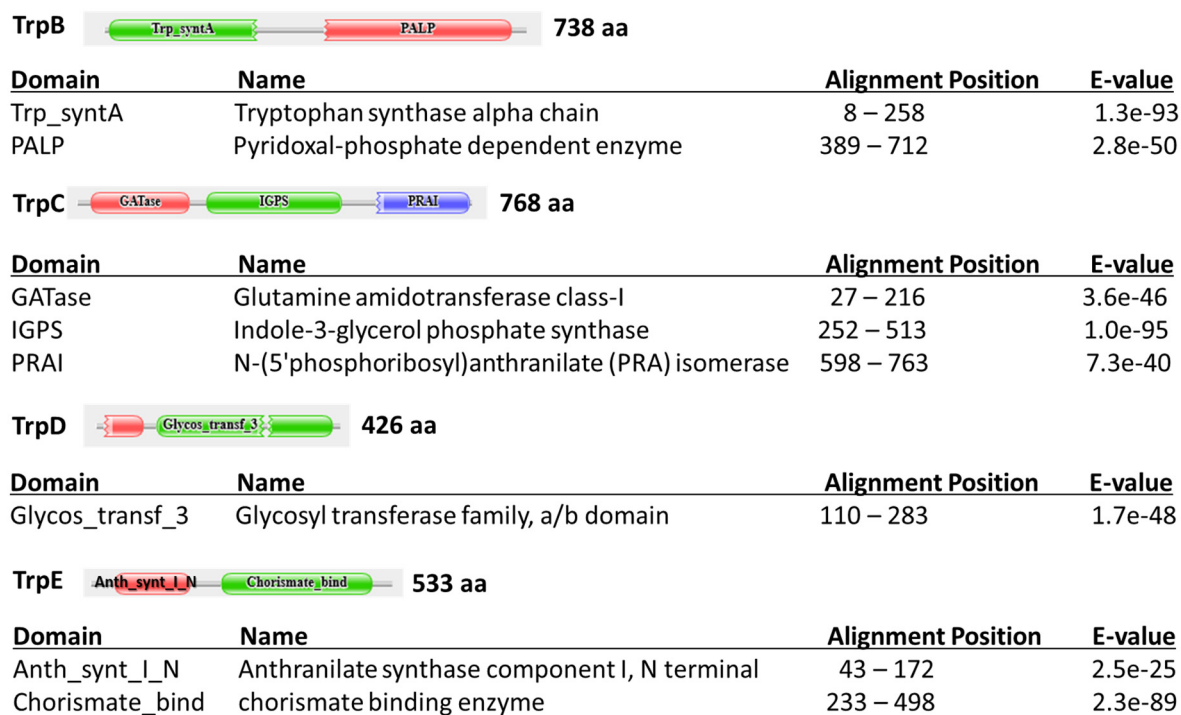 TrpB Trp_syntA PALP 738 aa
Domain Name Alignment Position E-value
Trp_syntA Tryptophan synthase alpha chain 8 – 258 1.3e-93
PALP Pyridoxal-phosphate dependent enzyme 389 – 712 2.8e-50
TrpC GATase IGPS PRAI 768 aa
Domain Name Alignment Position E-value
GATase Glutamine amidotransferase class-I 27 – 216 3.6e-46
IGPS Indole-3-glycerol phosphate synthase 252 – 513 1.0e-95
PRAI N-(5'phosphoribosyl)anthranilate (PRA) isomerase 598 – 763 7.3e-40
TrpD Glycos_transf_3 426 aa
Domain Name Alignment Position E-value
Glycos_transf_3 Glycosyl transferase family, a/b domain 110 – 283 1.7e-48
TrpE Anth_synt_I_N Chorismate_bind 533 aa
Domain Name Alignment Position E-value
Anth_synt_I_N Anthranilate synthase component I, N terminal 43 – 172 2.5e-25
Chorismate_bind chorismate binding enzyme 233 – 498 2.3e-89